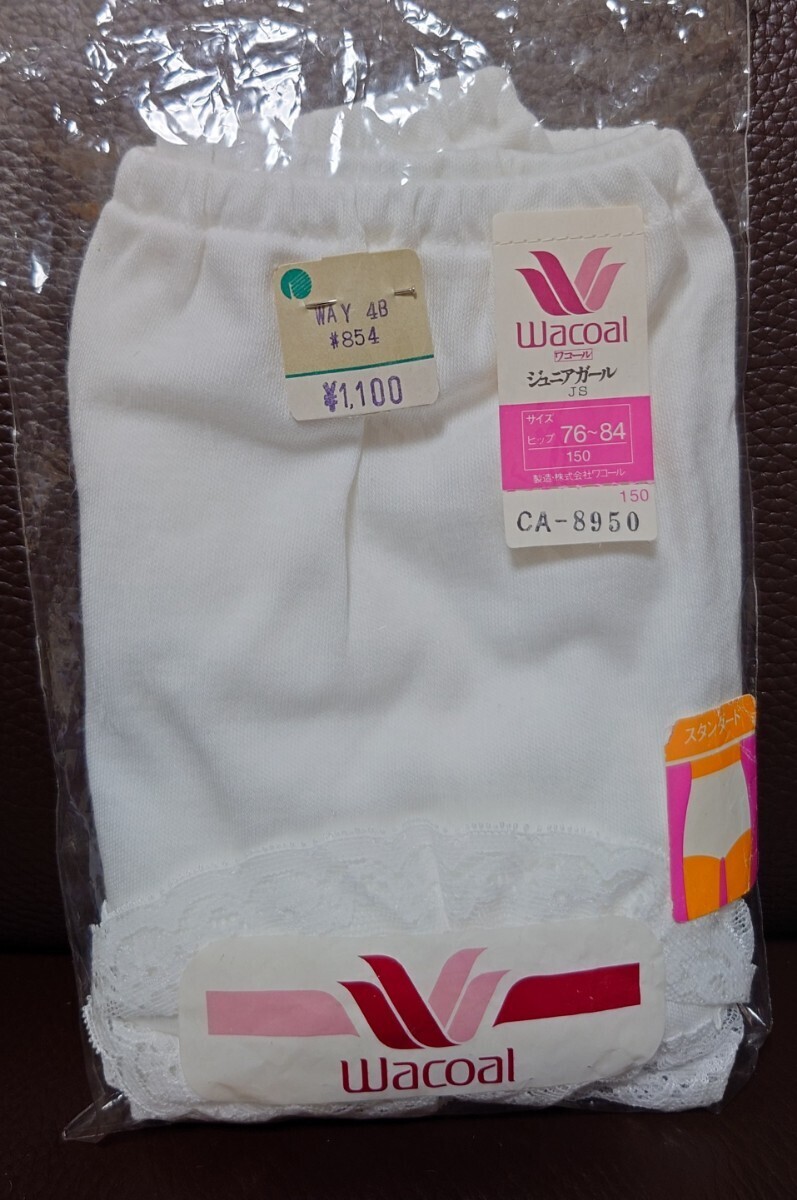 WAY 4B
#854
¥1,100
Wacoal
ワコール
ジュニアガール
JS
サイズ
ヒップ 76~84
150
製造・株式会社ワコール
150
CA-8950
スタンダード
Wacoal